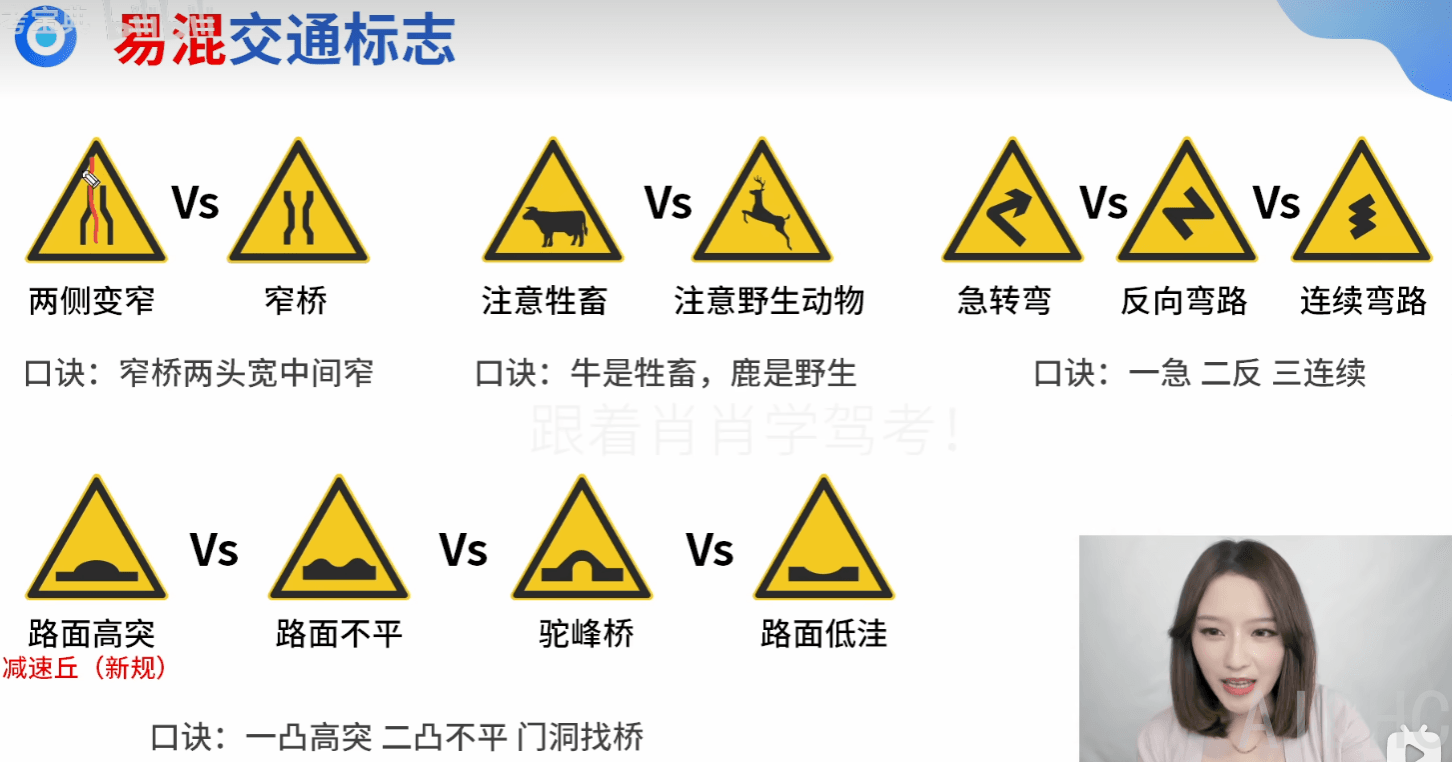 易混交通标志
Vs
Vs
Vs
Vs
两侧变窄
窄桥
注意牲畜
注意野生动物
急转弯
反向弯路
连续弯路
口诀：窄桥两头宽中间窄
口诀：牛是牲畜，鹿是野生
口诀：一急 二反 三连续
跟着肖肖学驾考！
Vs
Vs
Vs
路面高突
路面不平
驼峰桥
路面低洼
减速丘（新规）
口诀：一凸高突 二凸不平 门洞找桥